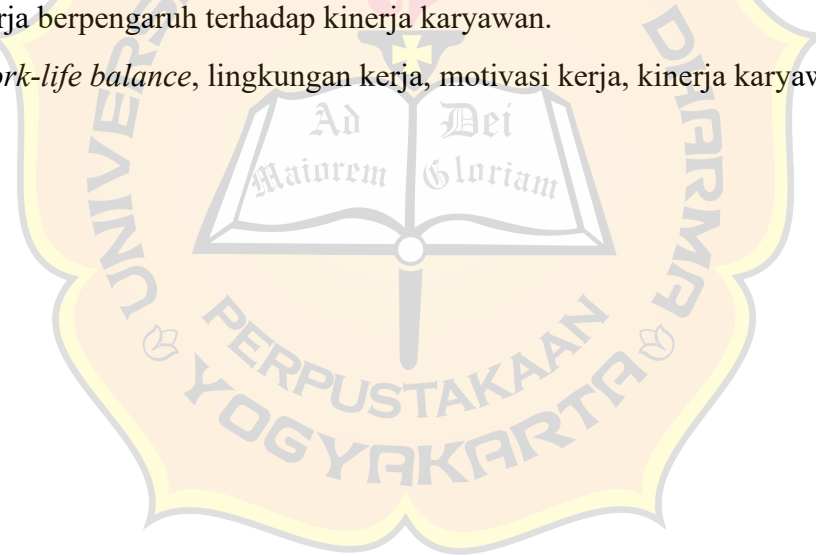 rja berpengaruh terhadap kinerja karyawan.
rk-life balance, lingkungan kerja, motivasi kerja, kinerja karyaw
Ad Dei
Maiorem Gloriam
DHARMA
PERPUSTAKAAN
YOGYAKARTA